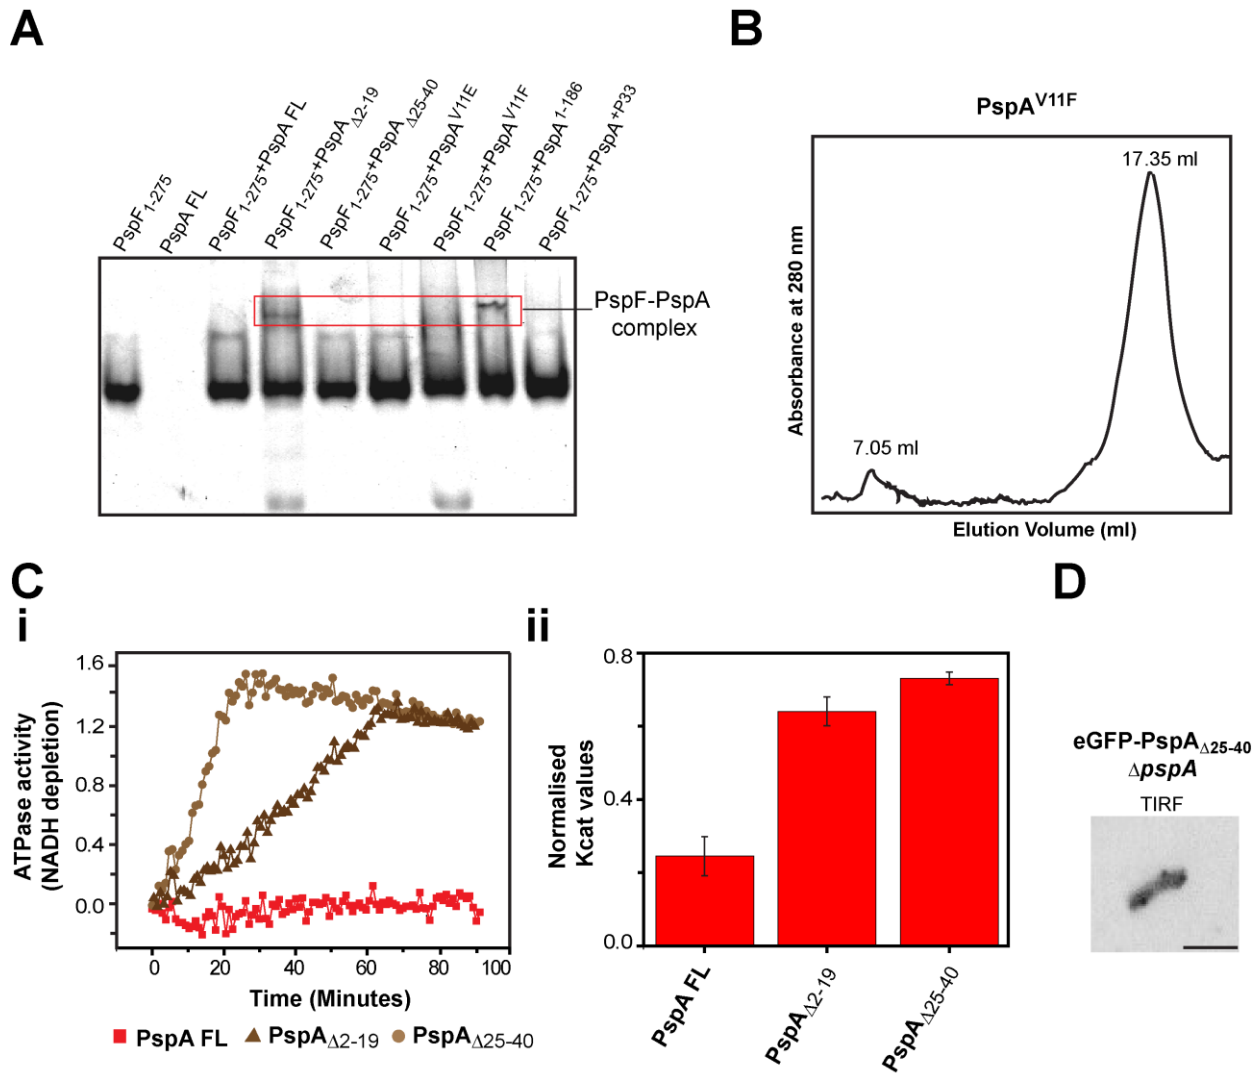 A
PspF1-275
PspA FL
PspF1-275+PspA FL
PspF1-275+PspAΔ2-19
PspF1-275+PspAΔ25-40
PspF1-275+PspAV11E
PspF1-275+PspAV11F
PspF1-275+PspA1-186
PspF1-275+PspA+P33
PspF-PspA
complex
B
PspAV11F
17.35 ml
7.05 ml
Absorbance at 280 nm
Elution Volume (ml)
C
i
1.6
1.2
0.8
0.4
0.0
ATPase activity
(NADH depletion)
0 20 40 60 80 100
Time (Minutes)
PspA FL PspAΔ2-19 PspAΔ25-40
ii
0.8
0.4
0.0
Normalised
Kcat values
PspA FL
PspAΔ2-19
PspAΔ25-40
D
eGFP-PspAΔ25-40
ΔpspA
TIRF